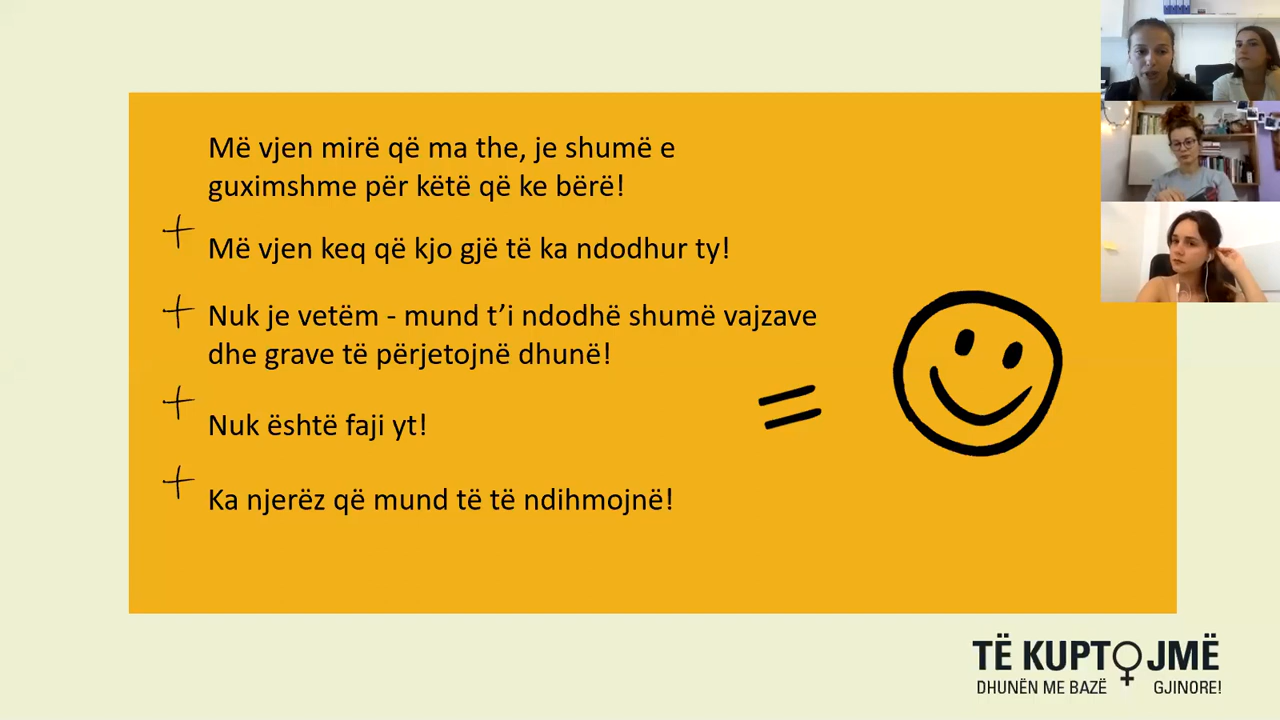 Më vjen mirë që ma the, je shumë e
guximshme për këtë që ke bërë!
+ Më vjen keq që kjo gjë të ka ndodhur ty!
+ Nuk je vetëm - mund t’i ndodhë shumë vajzave
dhe grave të përjetojnë dhunë!
+ Nuk është faji yt!
+ Ka njerëz që mund të të ndihmojnë!
=
TË KUPTOJMË
DHUNËN ME BAZË GJINORE!